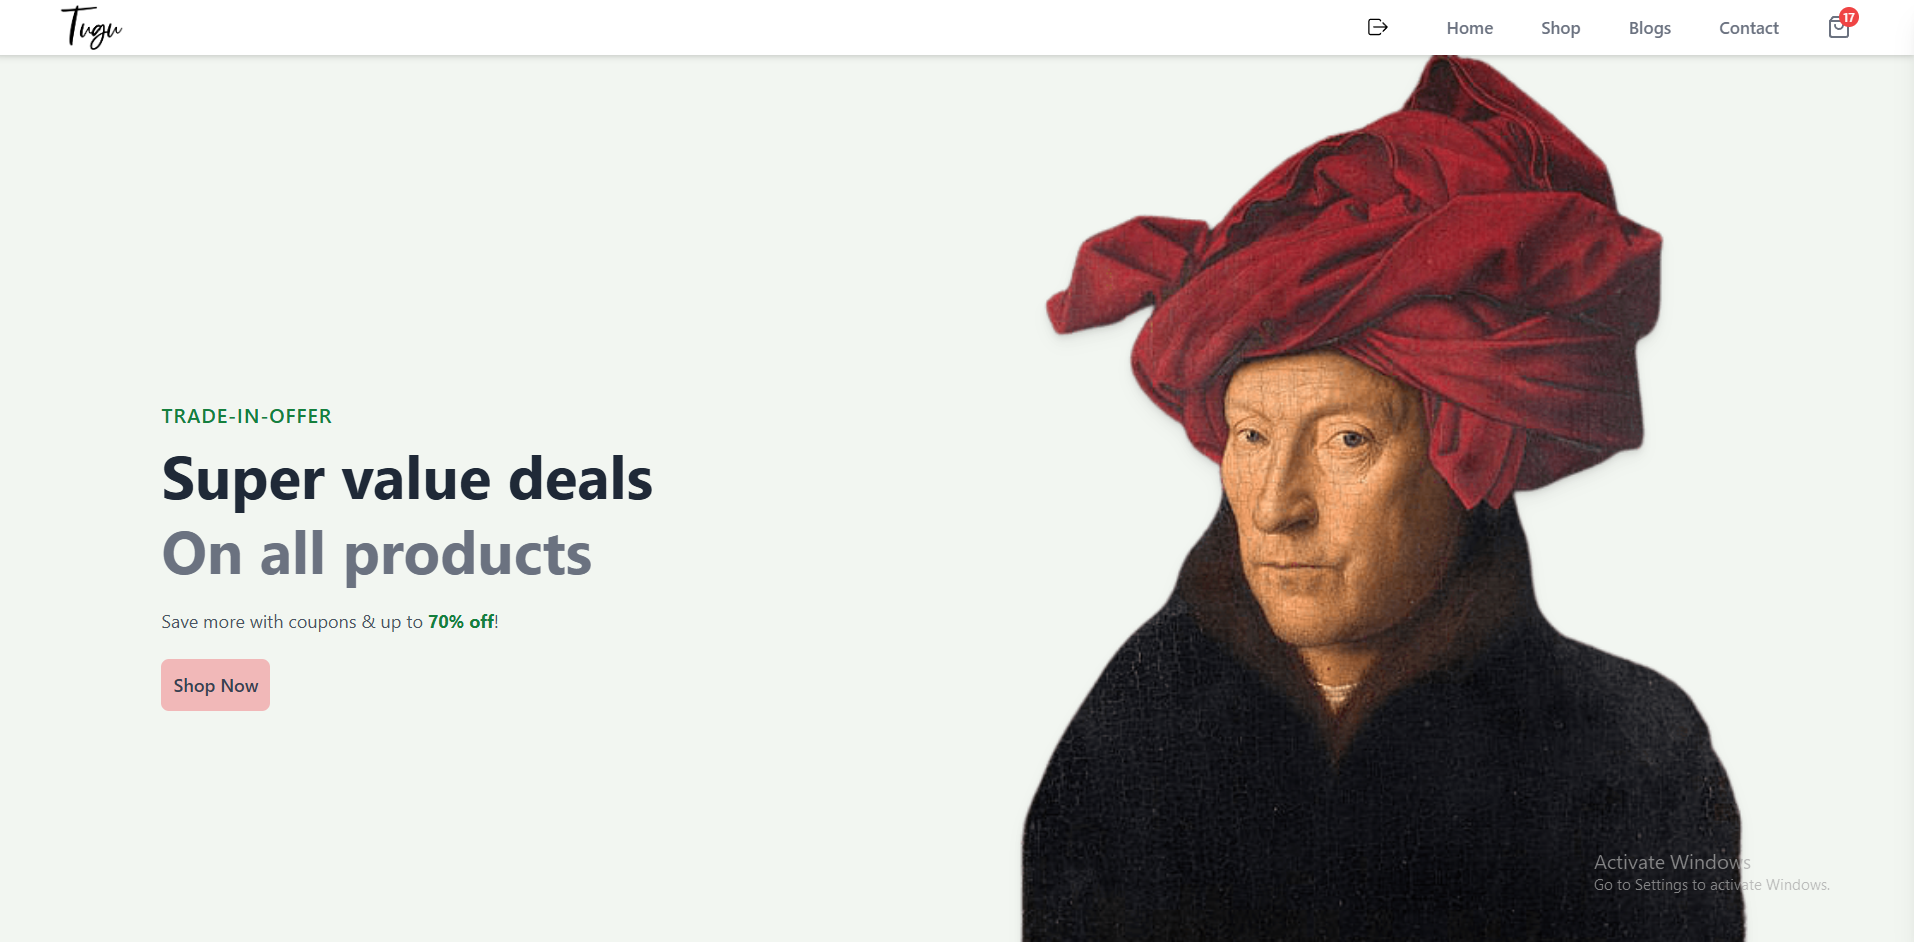 Tugu
Home
Shop
Blogs
Contact
17
TRADE-IN-OFFER
Super value deals
On all products
Save more with coupons & up to 70% off!
Shop Now
Activate Windows
Go to Settings to activate Windows.